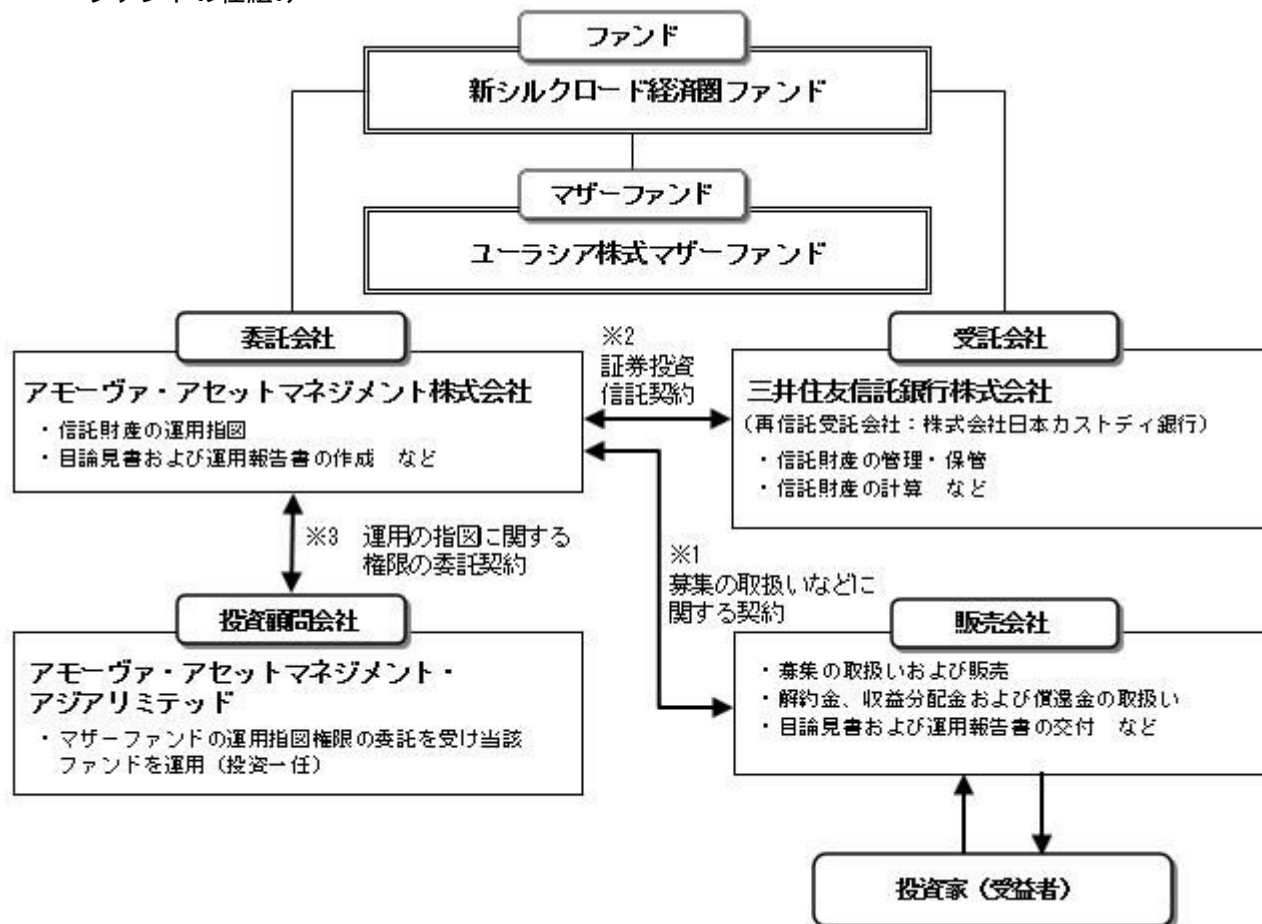 ファンドの仕組み
ファンド
新シルクロード経済圏ファンド
マザーファンド
ユーラシア株式マザーファンド
委託会社
アモーヴァ・アセットマネジメント株式会社
・信託財産の運用指図
・目論見書および運用報告書の作成 など
※2
証券投資
信託契約
受託会社
三井住友信託銀行株式会社
(再信託受託会社:株式会社日本カストディ銀行)
・信託財産の管理・保管
・信託財産の計算 など
※3 運用の指図に関する
権限の委託契約
※1
募集の取扱いなどに
関する契約
投資顧問会社
アモーヴァ・アセットマネジメント・
アジアリミテッド
・マザーファンドの運用指図権限の委託を受け当該
ファンドを運用(投資一任)
販売会社
・募集の取扱いおよび販売
・解約金、収益分配金および償還金の取扱い
・目論見書および運用報告書の交付 など
投資家(受益者)